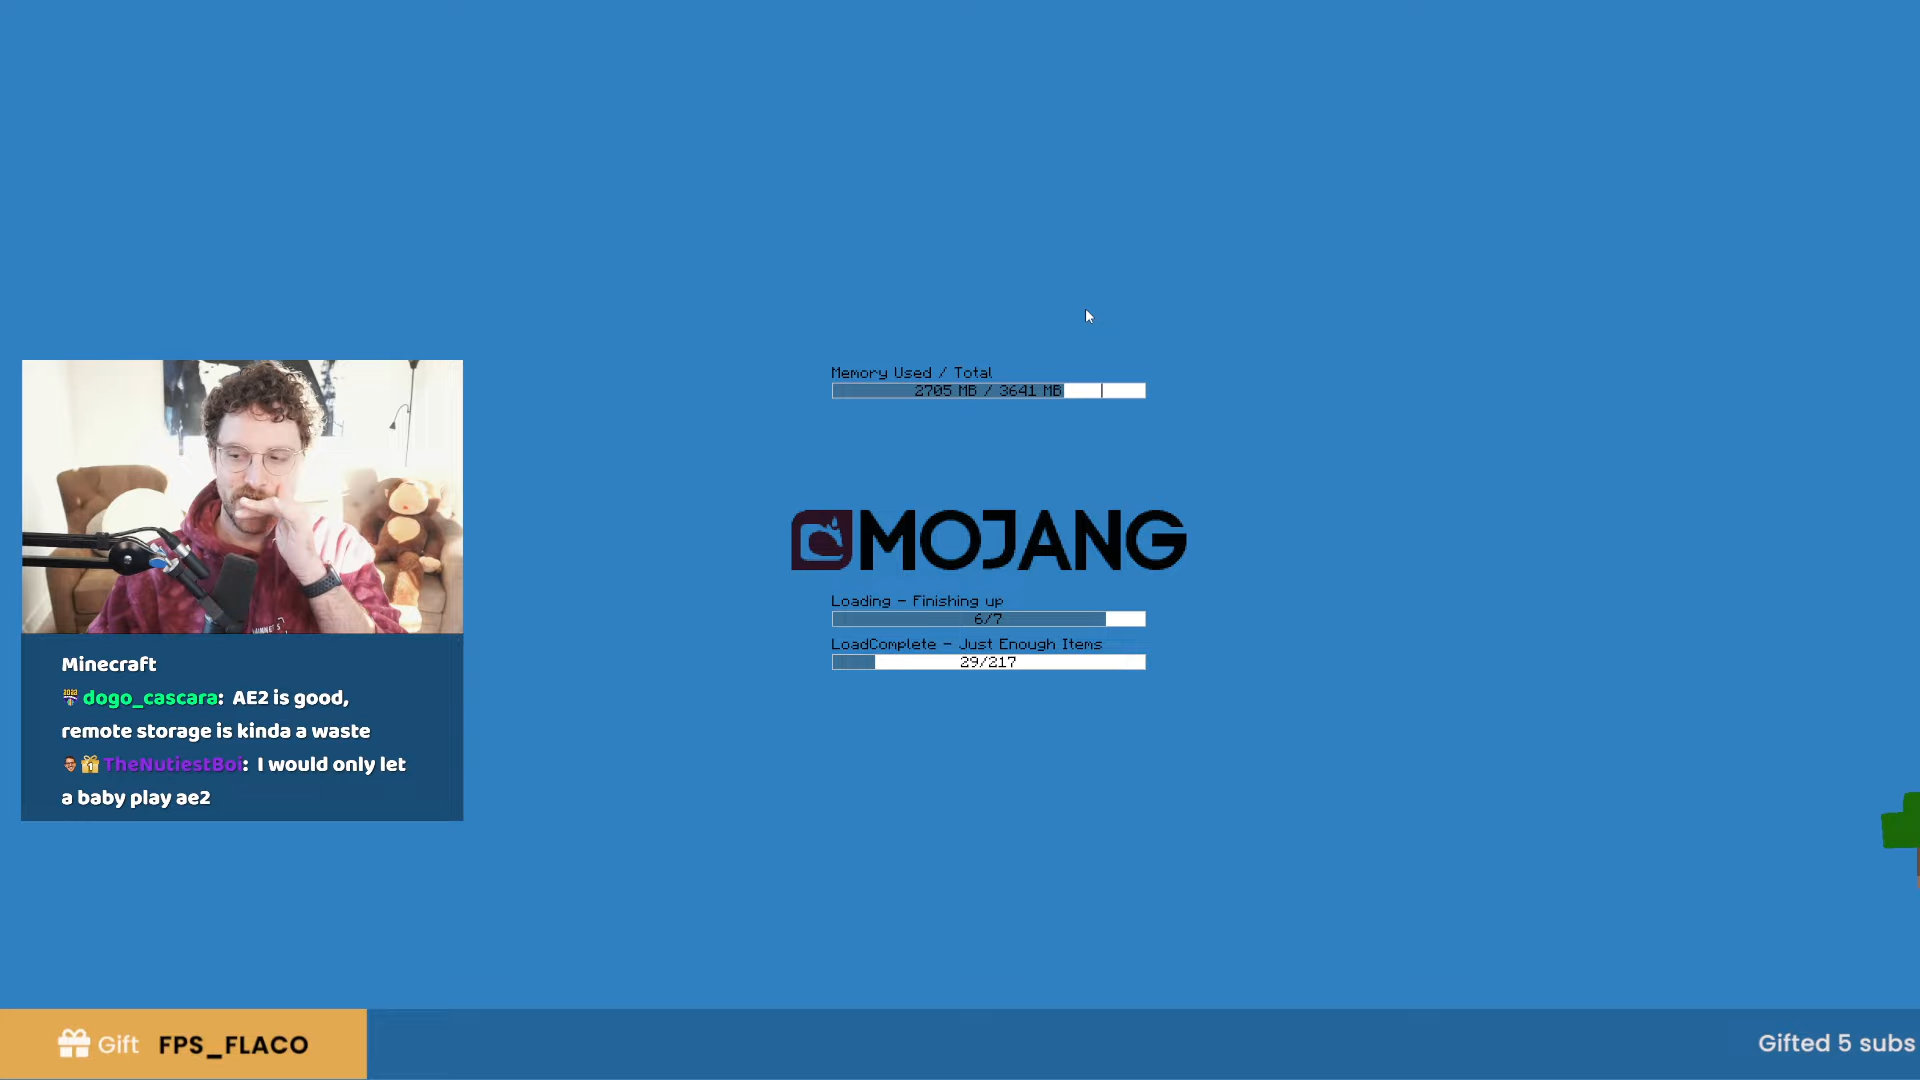 Memory Used / Total
2705 MB / 3641 MB
MOJANG
Loading - Finishing up
6/7
LoadComplete - Just Enough Items
29/217
Minecraft
dogo_cascara: AE2 is good,
remote storage is kinda a waste
TheNutiestBoi: I would only let
a baby play ae2
Gift FPS_FLACO
Gifted 5 subs